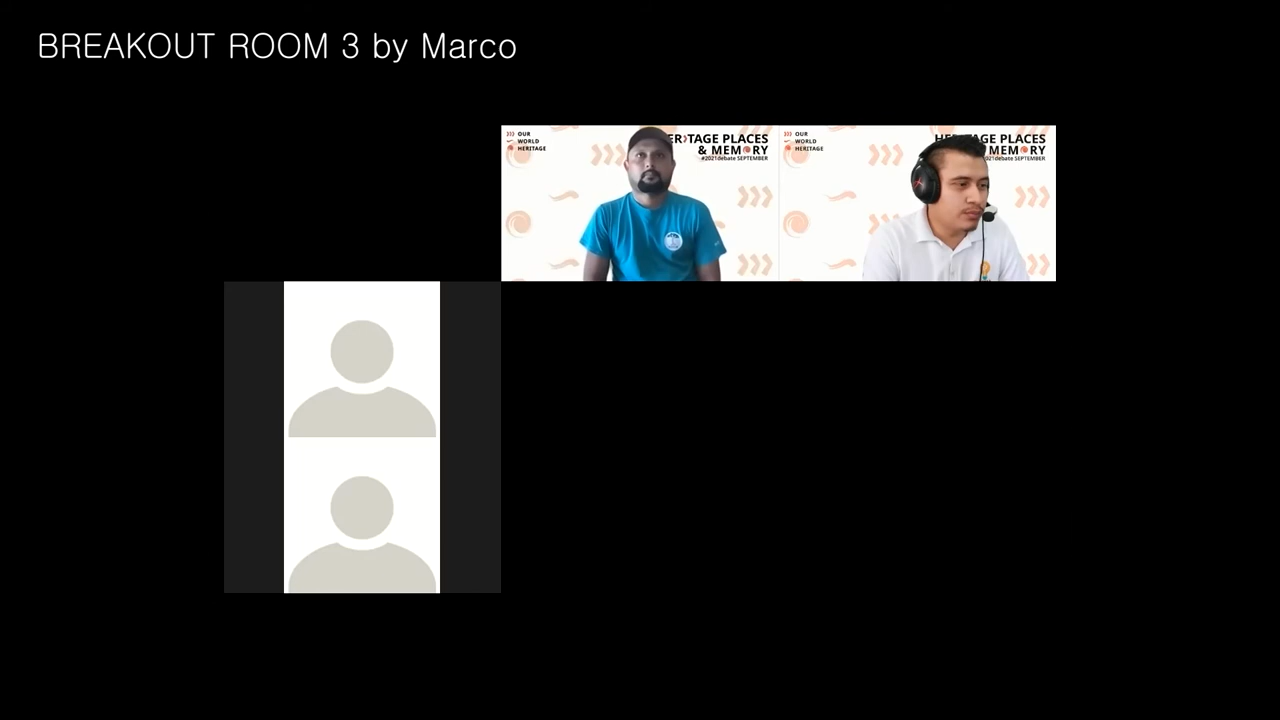 BREAKOUT ROOM 3 by Marco
OUR
WORLD
HERITAGE
HERITAGE PLACES
& MEMORY
#2021debate SEPTEMBER
OUR
WORLD
HERITAGE
HERITAGE PLACES
MEMORY
2021debate SEPTEMBER